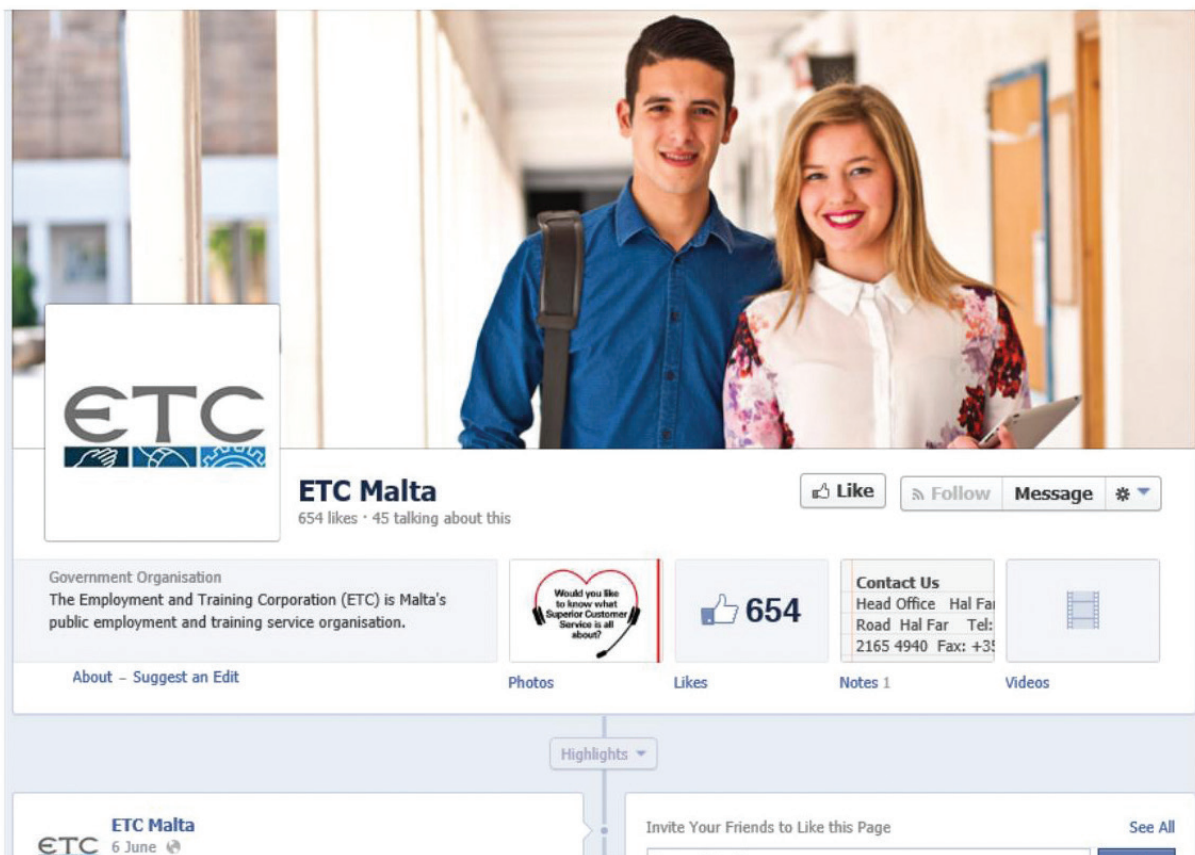 ETC
ETC Malta
654 likes · 45 talking about this
Like
Follow
Message
Government Organisation
The Employment and Training Corporation (ETC) is Malta's
public employment and training service organisation.
About – Suggest an Edit
Would you like
to know what
Superior Customer
Service is all
about?
Photos
654
Likes
Contact Us
Head Office Hal Far
Road Hal Far Tel:
2165 4940 Fax: +35
Notes 1
Videos
Highlights
ETC
ETC Malta
6 June
Invite Your Friends to Like this Page
See All